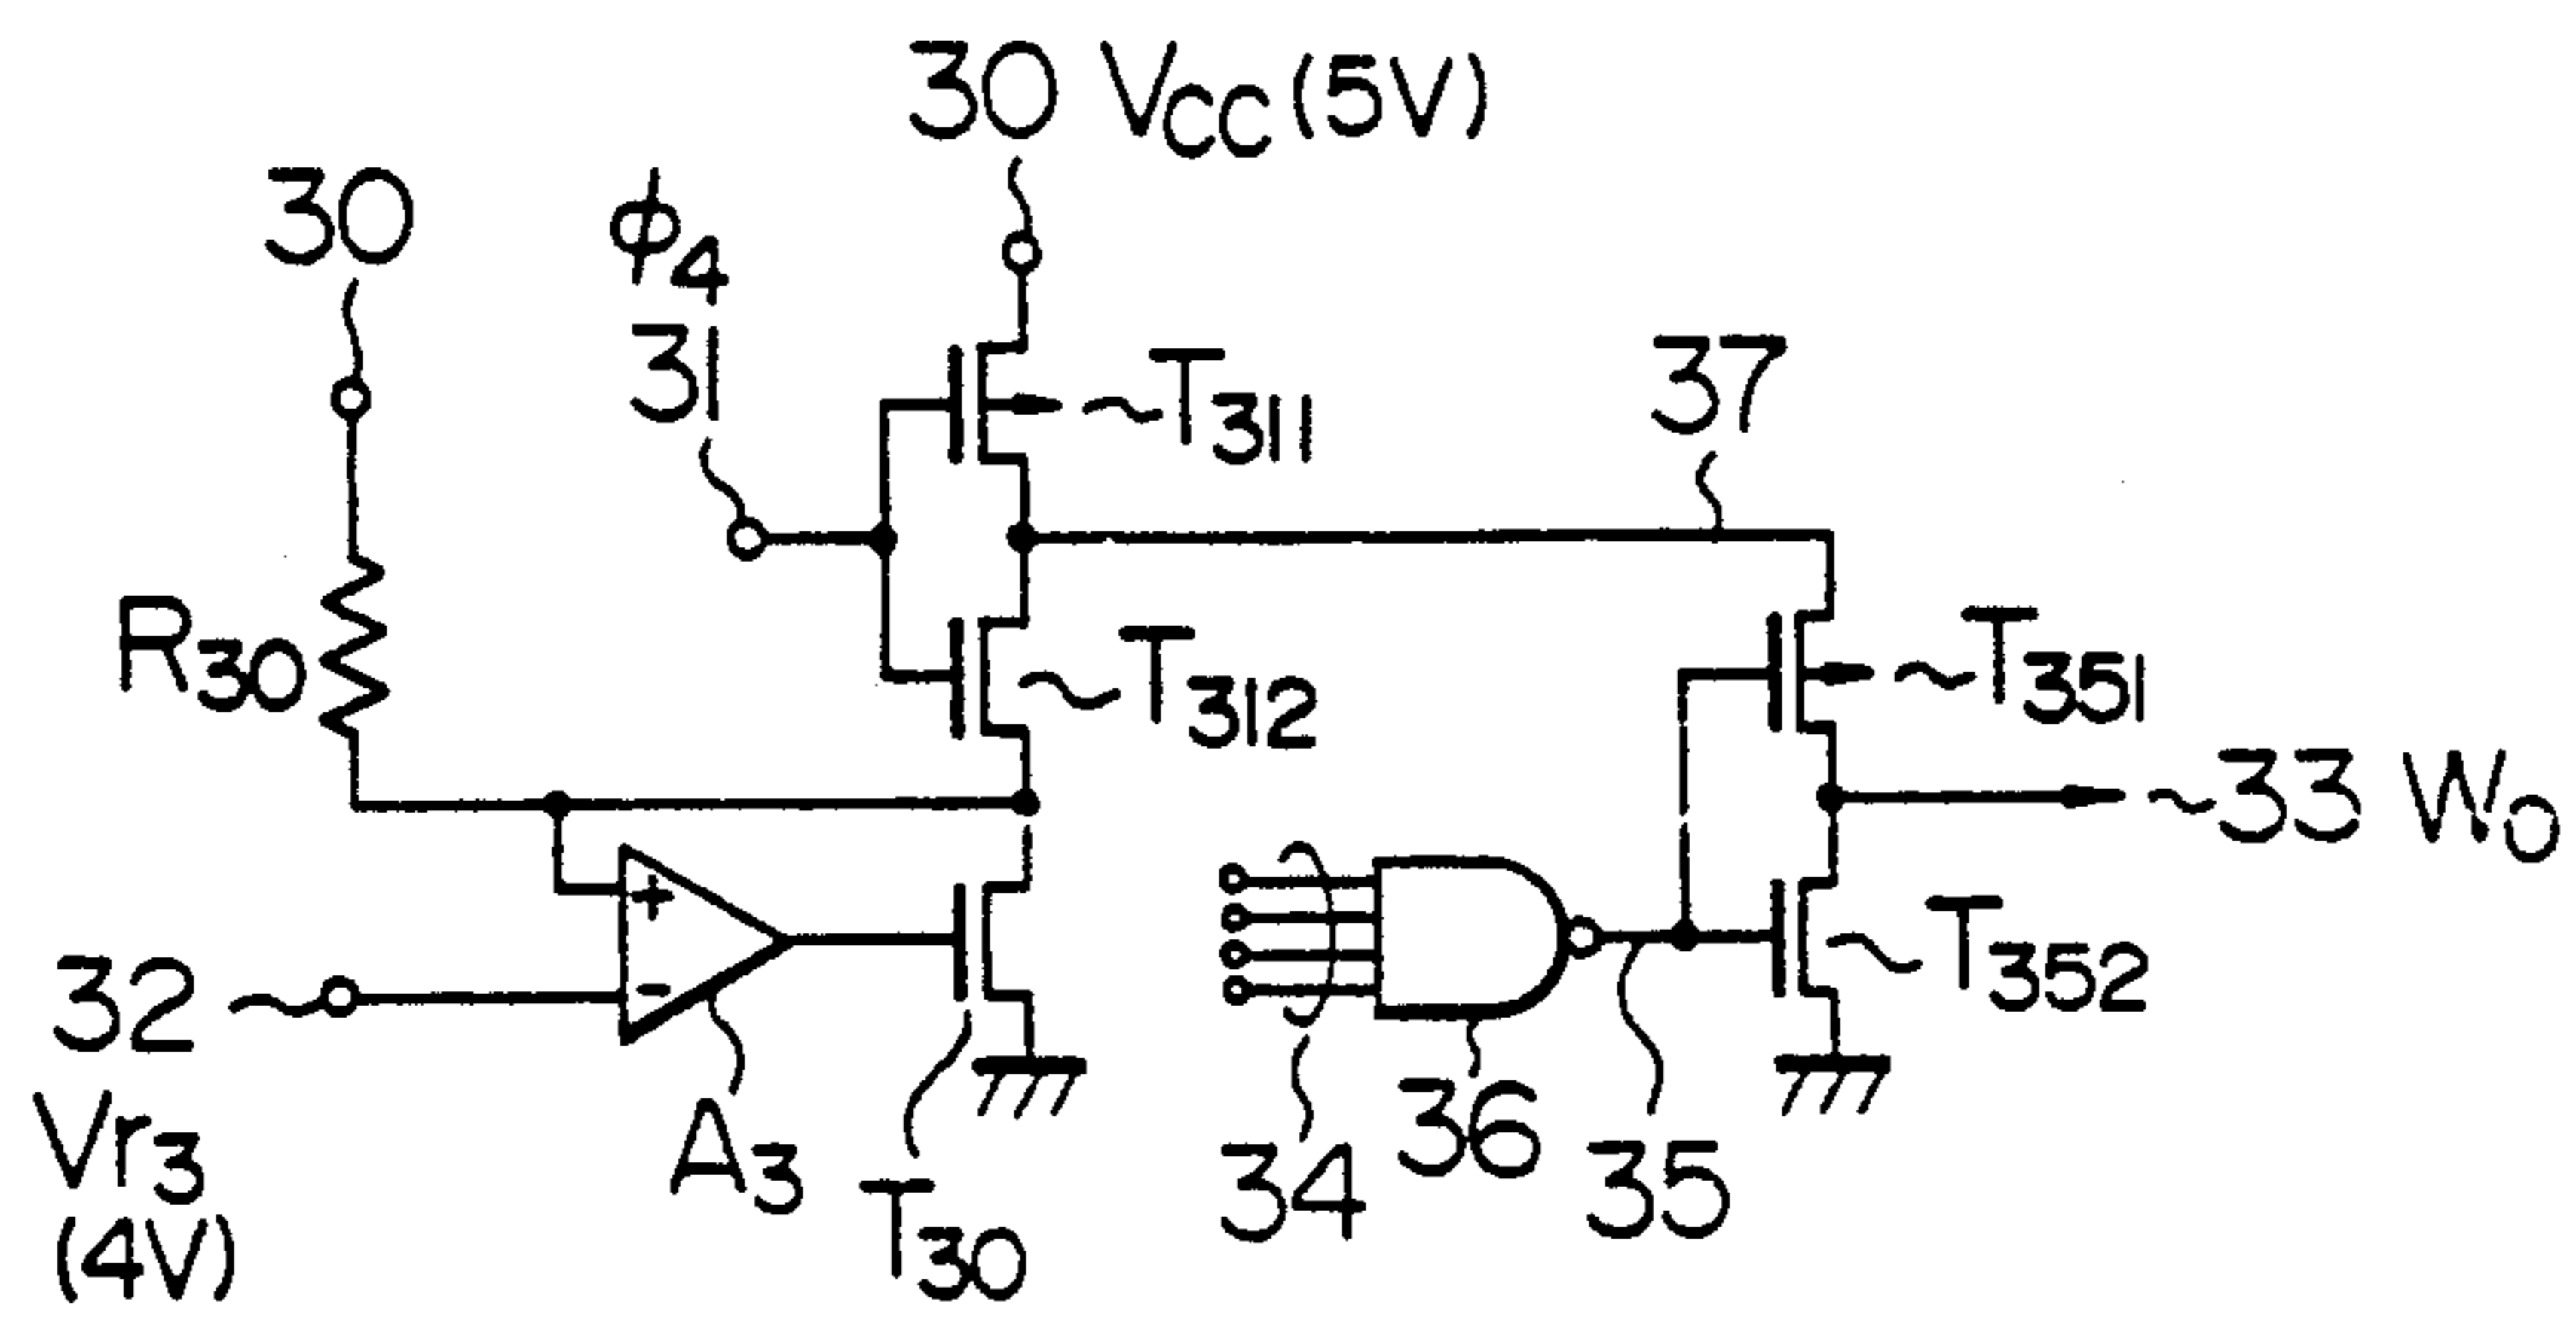 30 VCC (5V)
30
φ4
31
T311
37
R30
T312
T351
33 W0
+
-
32
Vr3
(4V)
A3
T30
34
36
35
T352